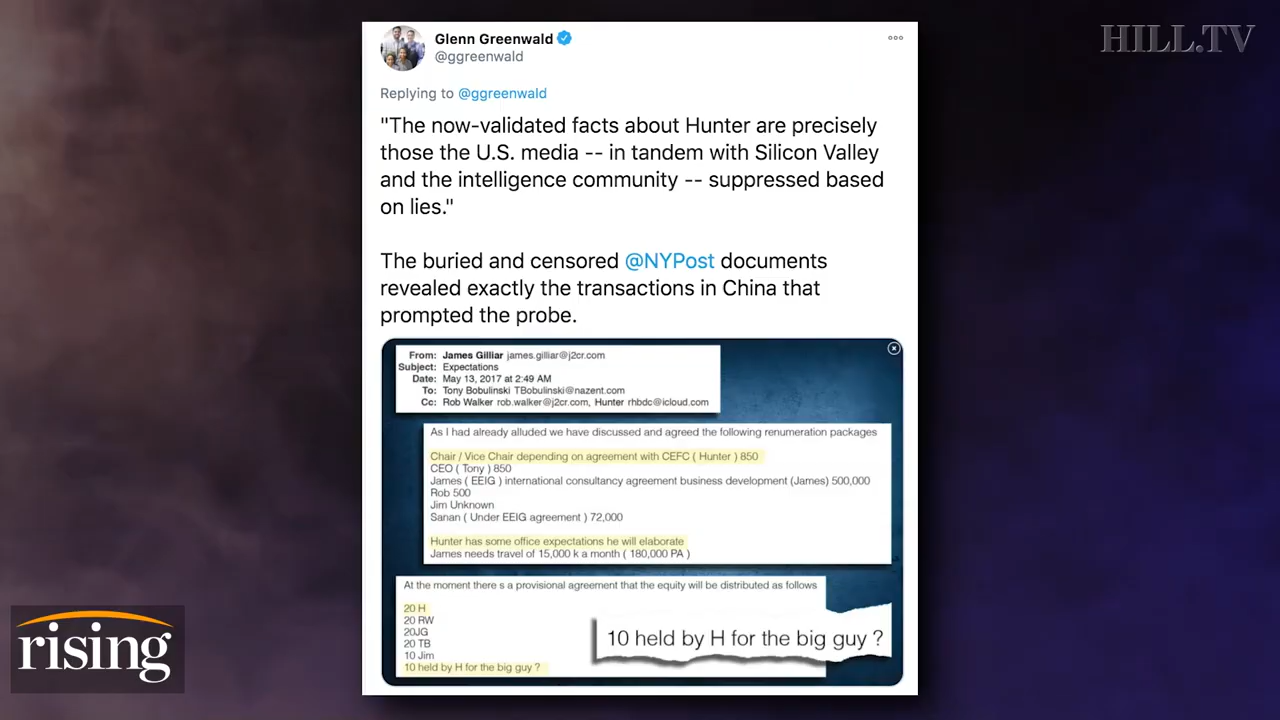 HILL.TV
Glenn Greenwald
@ggreenwald
Replying to @ggreenwald
"The now-validated facts about Hunter are precisely
those the U.S. media -- in tandem with Silicon Valley
and the intelligence community -- suppressed based
on lies."
The buried and censored @NYPost documents
revealed exactly the transactions in China that
prompted the probe.
From: James Gilliar james.gilliar@j2cr.com
Subject: Expectations
Date: May 13, 2017 at 2:49 AM
To: Tony Bobulinski TBobulinski@nazent.com
Cc: Rob Walker rob.walker@j2cr.com, Hunter rhbdc@icloud.com
As I had already alluded we have discussed and agreed the following renumeration packages
Chair / Vice Chair depending on agreement with CEFC ( Hunter ) 850
CEO ( Tony ) 850
James ( EEIG ) international consultancy agreement business development (James) 500,000
Rob 500
Jim Unknown
Sanan ( Under EEIG agreement ) 72,000
Hunter has some office expectations he will elaborate
James needs travel of 15,000 k a month ( 180,000 PA )
At the moment there s a provisional agreement that the equity will be distributed as follows
20 H
20 RW
20JG
20 TB
10 Jim
10 held by H for the big guy ?
10 held by H for the big guy ?
rising